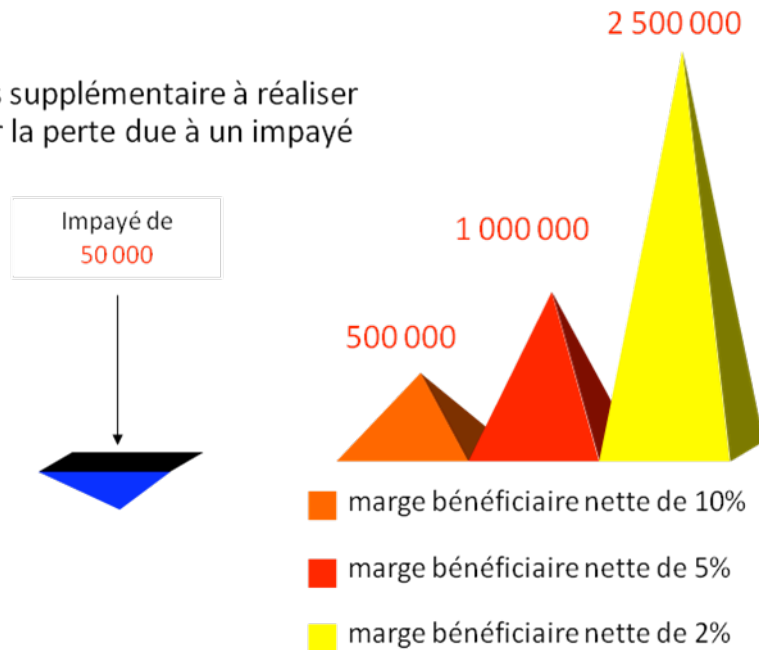 2 500 000
supplémentaire à réaliser
la perte due à un impayé
Impayé de
50 000
1 000 000
500 000
marge bénéficiaire nette de 10%
marge bénéficiaire nette de 5%
marge bénéficiaire nette de 2%